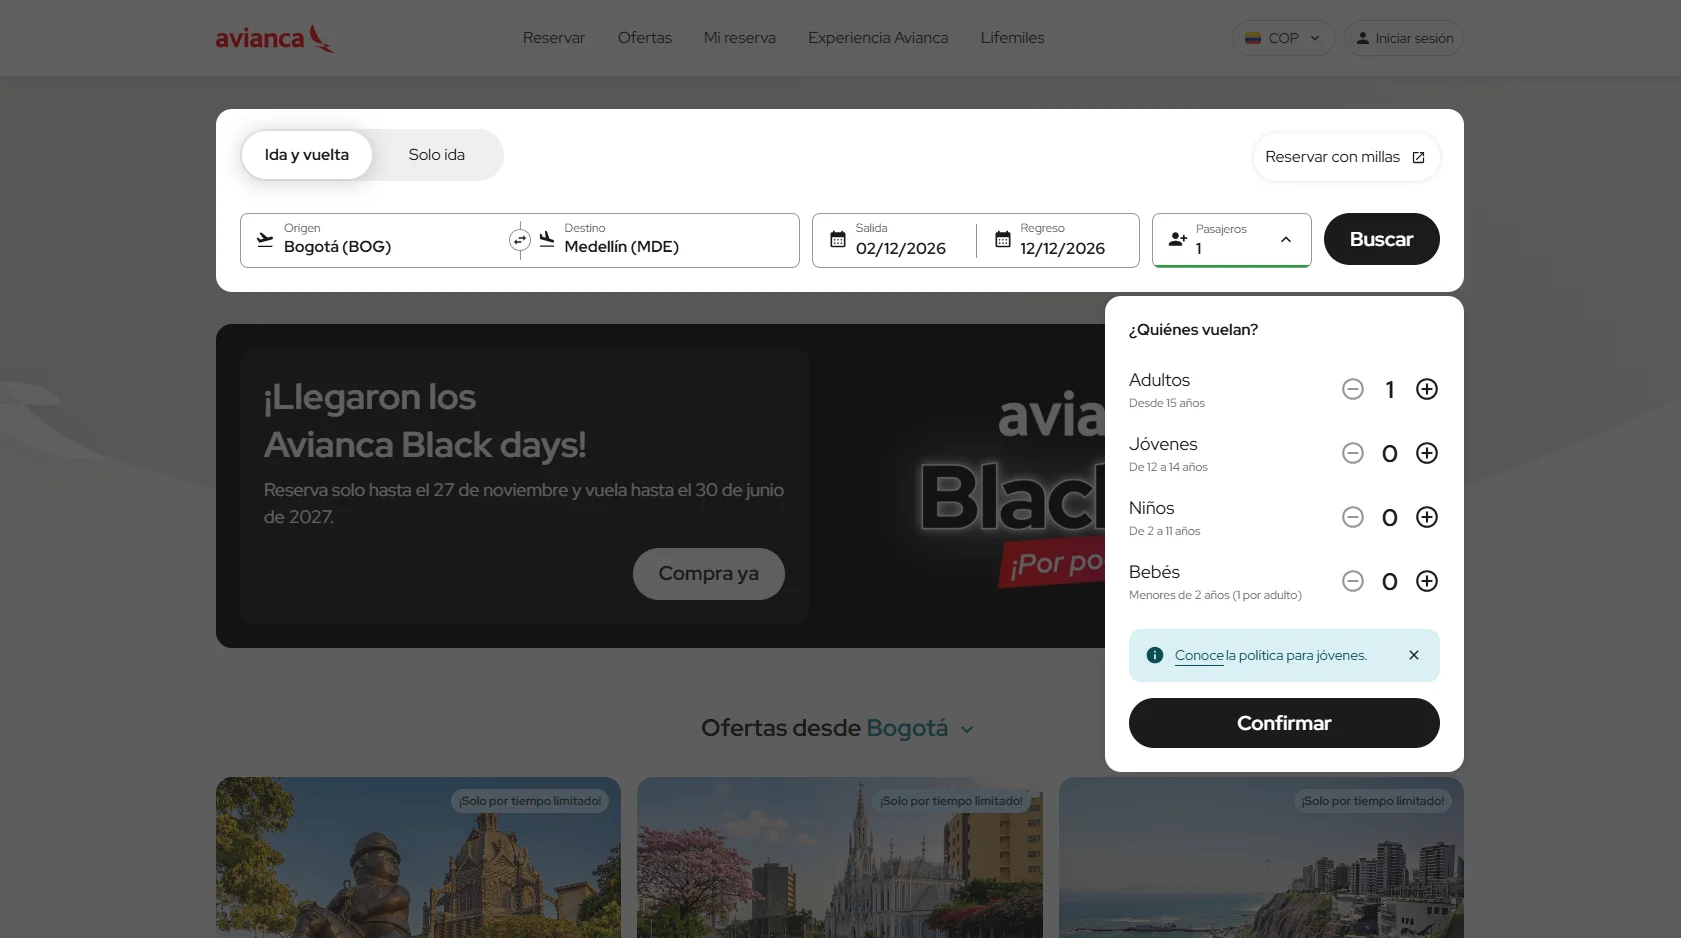 avianca
Reservar
Ofertas
Mi reserva
Experiencia Avianca
Lifemiles
COP
Iniciar sesión
Ida y vuelta
Solo ida
Reservar con millas
Origen
Bogotá (BOG)
Destino
Medellín (MDE)
Salida
02/12/2026
Regreso
12/12/2026
Pasajeros
1
Buscar
¡Llegaron los
Avianca Black days!
Reserva solo hasta el 27 de noviembre y vuela hasta el 30 de junio
de 2027.
Compra ya
avia
Black
¡Por po
¿Quiénes vuelan?
Adultos
1
Desde 15 años
Jóvenes
0
De 12 a 14 años
Niños
0
De 2 a 11 años
Bebés
0
Menores de 2 años (1 por adulto)
Conoce la política para jóvenes.
Confirmar
Ofertas desde Bogotá
¡Solo por tiempo limitado!
¡Solo por tiempo limitado!
¡Solo por tiempo limitado!